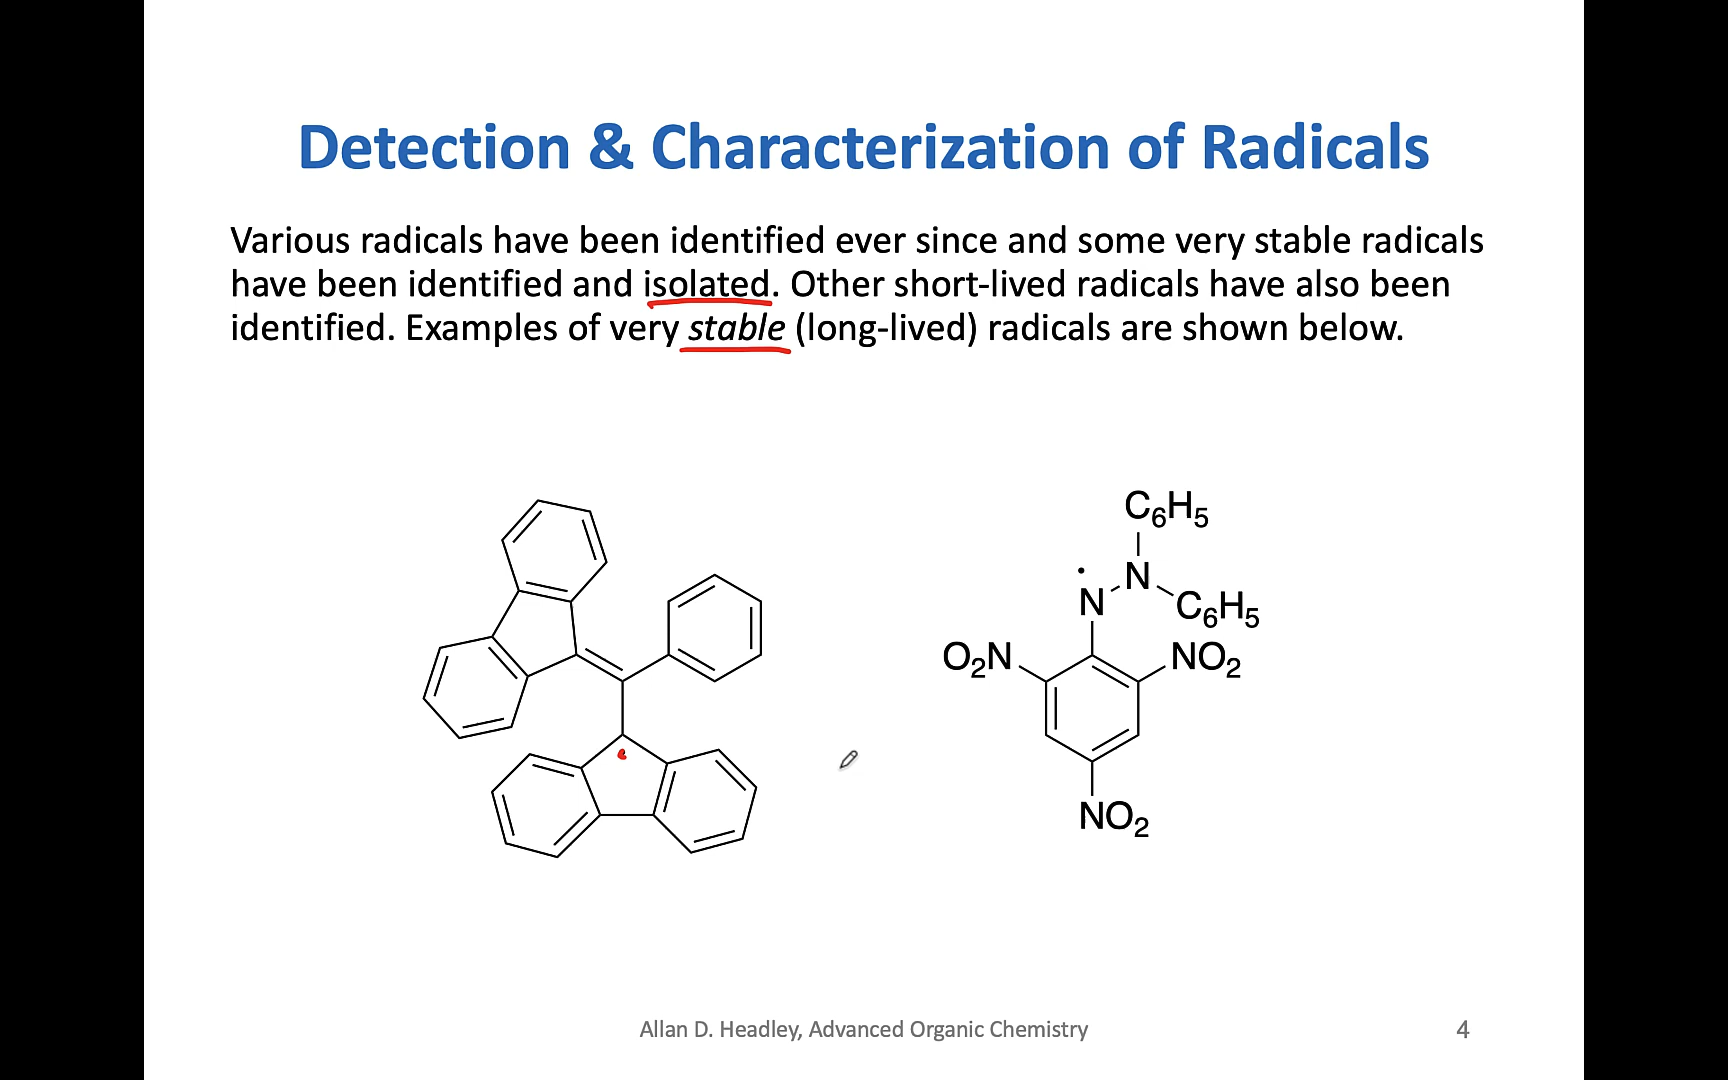 Detection & Characterization of Radicals
Various radicals have been identified ever since and some very stable radicals
have been identified and isolated. Other short-lived radicals have also been
identified. Examples of very stable (long-lived) radicals are shown below.
C₆H₅
N
N
C₆H₅
O₂N
NO₂
NO₂
Allan D. Headley, Advanced Organic Chemistry
4